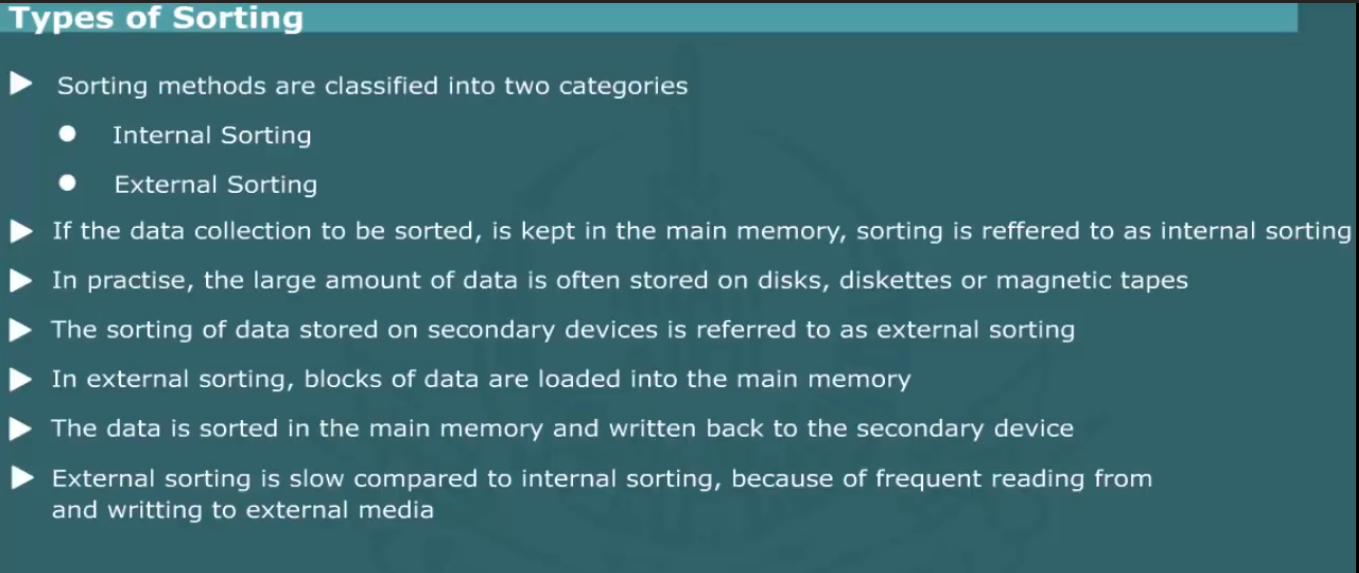 Types of Sorting
Sorting methods are classified into two categories
Internal Sorting
External Sorting
If the data collection to be sorted, is kept in the main memory, sorting is reffered to as internal sorting
In practise, the large amount of data is often stored on disks, diskettes or magnetic tapes
The sorting of data stored on secondary devices is referred to as external sorting
In external sorting, blocks of data are loaded into the main memory
The data is sorted in the main memory and written back to the secondary device
External sorting is slow compared to internal sorting, because of frequent reading from
and writting to external media